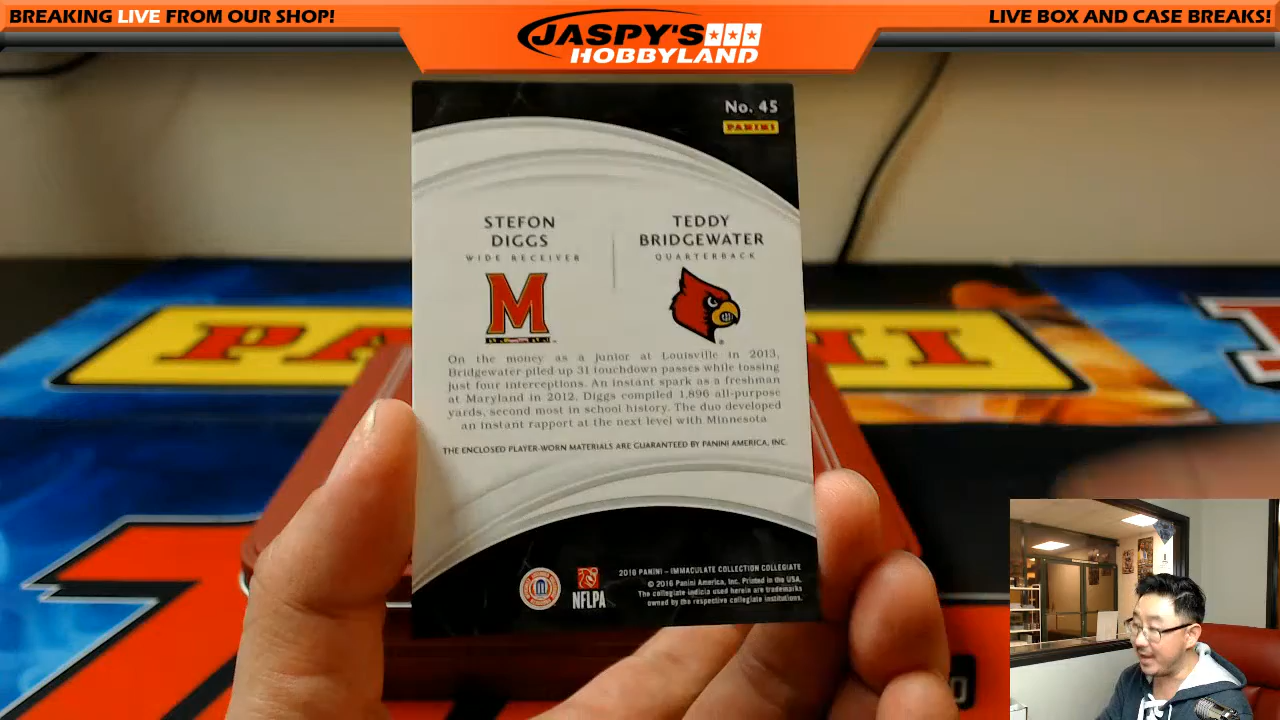 BREAKING LIVE FROM OUR SHOP!
JASPY'S
HOBBYLAND
LIVE BOX AND CASE BREAKS!
No. 45
PANINI
STEFON
DIGGS
WIDE RECEIVER
M
TEDDY
BRIDGEWATER
QUARTERBACK
On the money as a junior at Louisville in 2013,
Bridgewater piled up 31 touchdown passes while tossing
just four interceptions. An instant spark as a freshman
at Maryland in 2012, Diggs compiled 1,896 all-purpose
yards, second most in school history. The duo developed
an instant rapport at the next level with Minnesota
THE ENCLOSED PLAYER-WORN MATERIALS ARE GUARANTEED BY PANINI AMERICA, INC.
NFLPA
2016 PANINI – IMMACULATE COLLECTION COLLEGIATE
© 2016 Panini America, Inc. Printed in the USA.
The collegiate indicia used herein are trademarks
owned by the respective collegiate institutions.